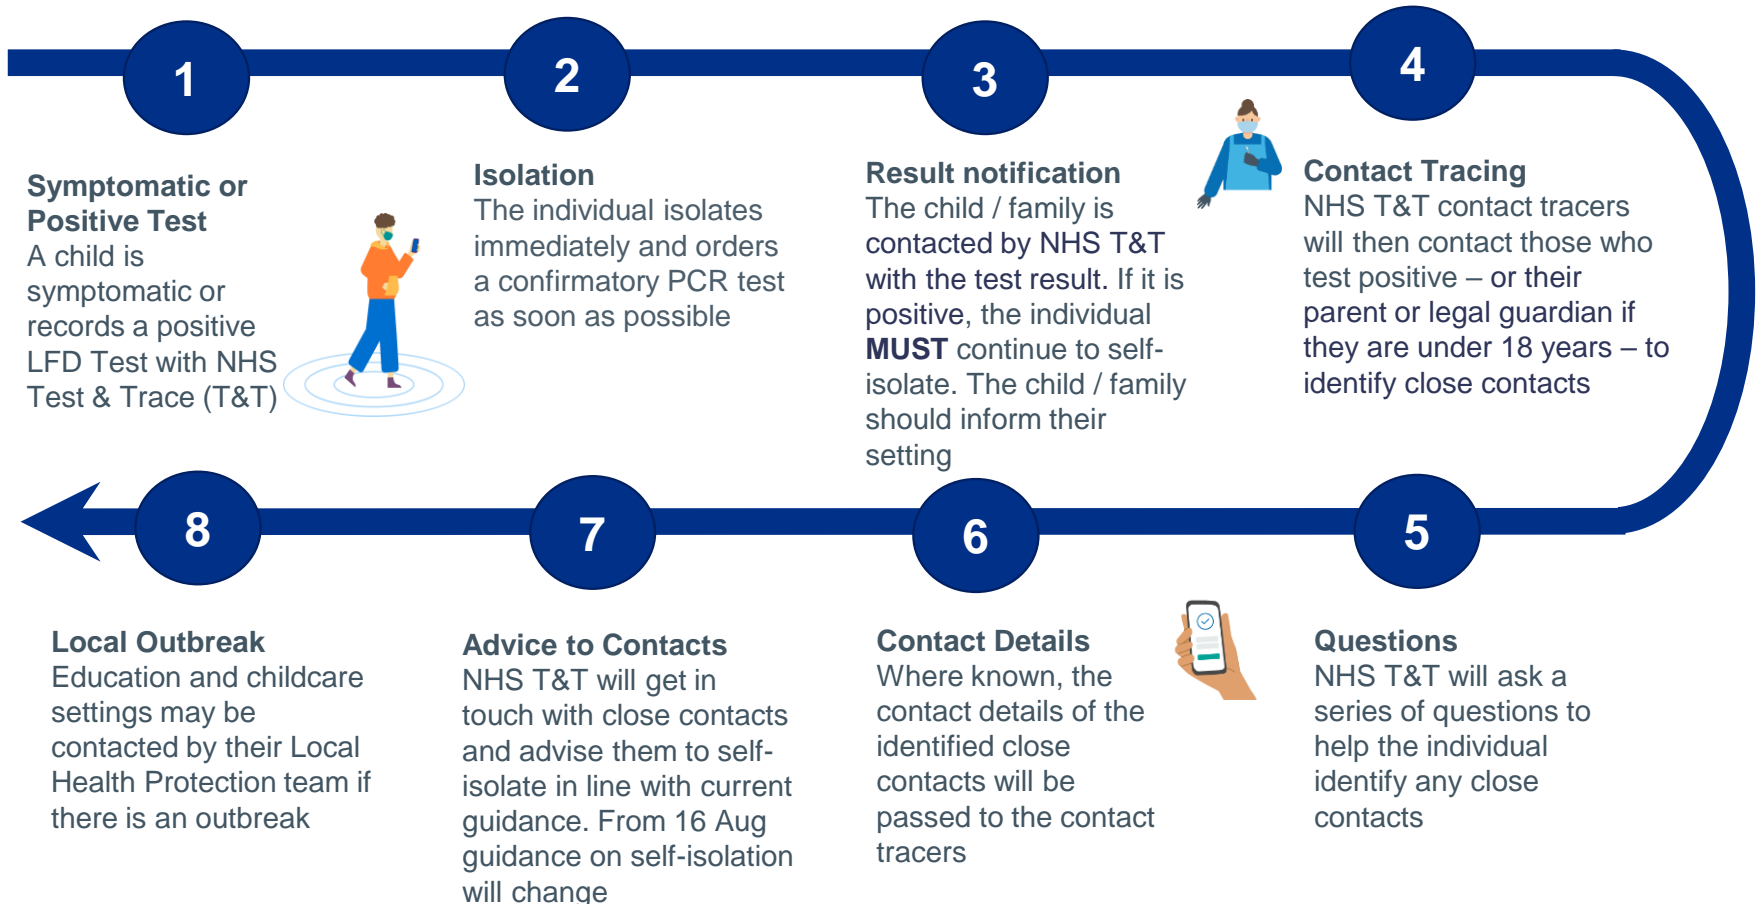 1
Symptomatic or
Positive Test
A child is
symptomatic or
records a positive
LFD Test with NHS
Test & Trace (T&T)
2
Isolation
The individual isolates
immediately and orders
a confirmatory PCR test
as soon as possible
3
Result notification
The child / family is
contacted by NHS T&T
with the test result. If it is
positive, the individual
MUST continue to self-
isolate. The child / family
should inform their
setting
4
Contact Tracing
NHS T&T contact tracers
will then contact those who
test positive – or their
parent or legal guardian if
they are under 18 years – to
identify close contacts
5
Questions
NHS T&T will ask a
series of questions to
help the individual
identify any close
contacts
6
Contact Details
Where known, the
contact details of the
identified close
contacts will be
passed to the contact
tracers
7
Advice to Contacts
NHS T&T will get in
touch with close contacts
and advise them to self-
isolate in line with current
guidance. From 16 Aug
guidance on self-isolation
will change
8
Local Outbreak
Education and childcare
settings may be
contacted by their Local
Health Protection team if
there is an outbreak